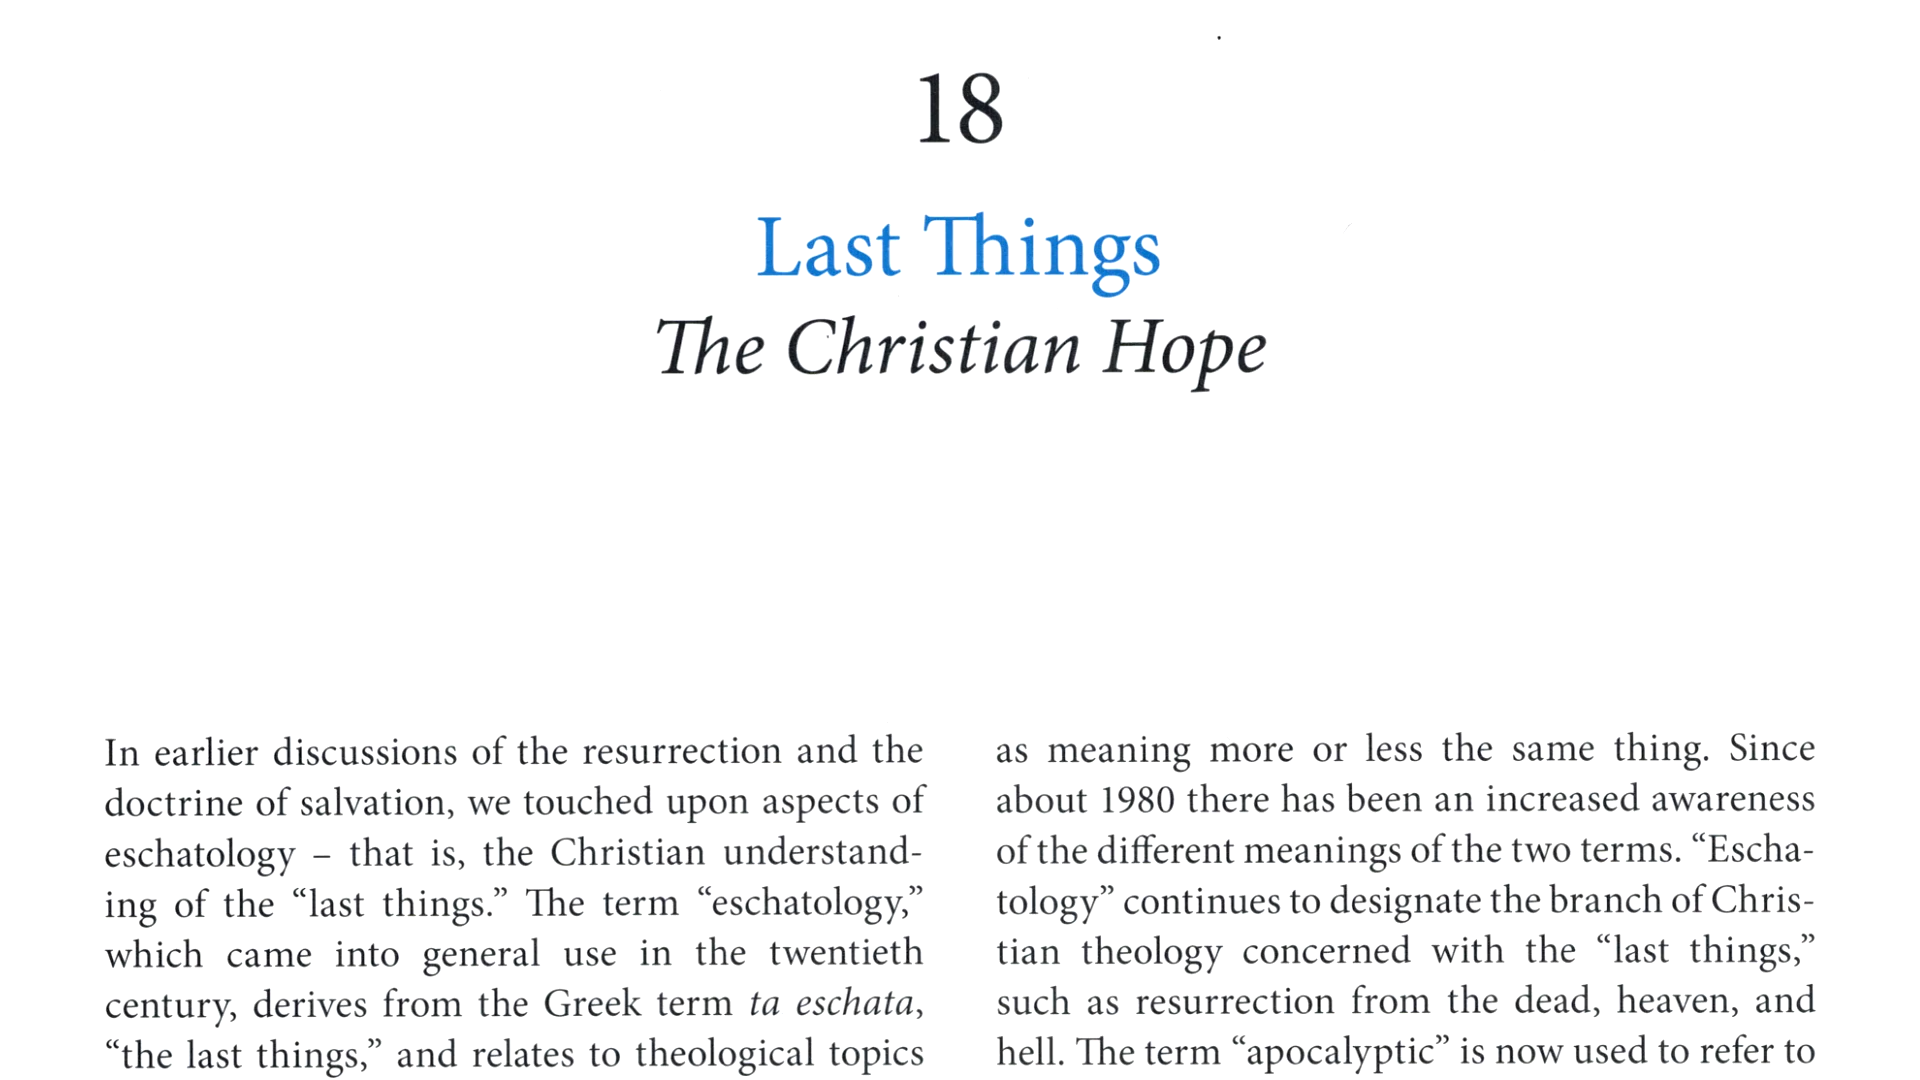 18
Last Things
The Christian Hope
In earlier discussions of the resurrection and the
doctrine of salvation, we touched upon aspects of
eschatology – that is, the Christian understand-
ing of the “last things.” The term “eschatology,”
which came into general use in the twentieth
century, derives from the Greek term ta eschata,
“the last things,” and relates to theological topics
as meaning more or less the same thing. Since
about 1980 there has been an increased awareness
of the different meanings of the two terms. “Escha-
tology” continues to designate the branch of Chris-
tian theology concerned with the “last things,”
such as resurrection from the dead, heaven, and
hell. The term “apocalyptic” is now used to refer to